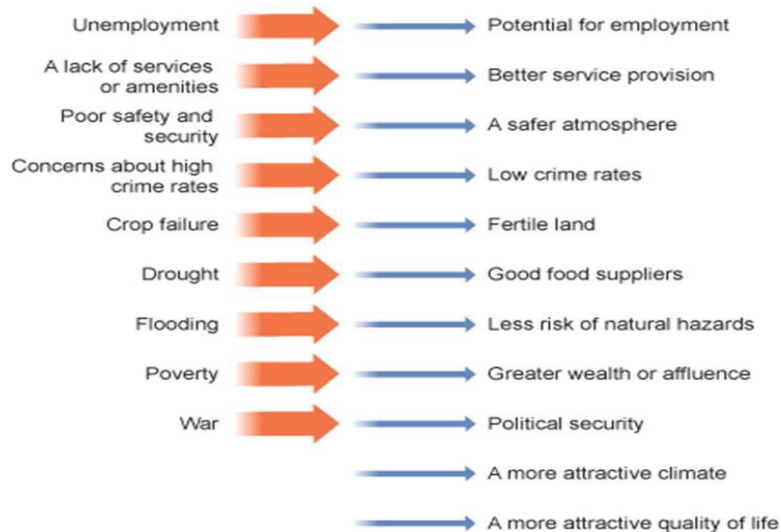 Unemployment Potential for employment
A lack of services
or amenities
Better service provision
Poor safety and
security
A safer atmosphere
Concerns about high
crime rates
Low crime rates
Crop failure Fertile land
Drought Good food suppliers
Flooding Less risk of natural hazards
Poverty Greater wealth or affluence
War Political security
A more attractive climate
A more attractive quality of life